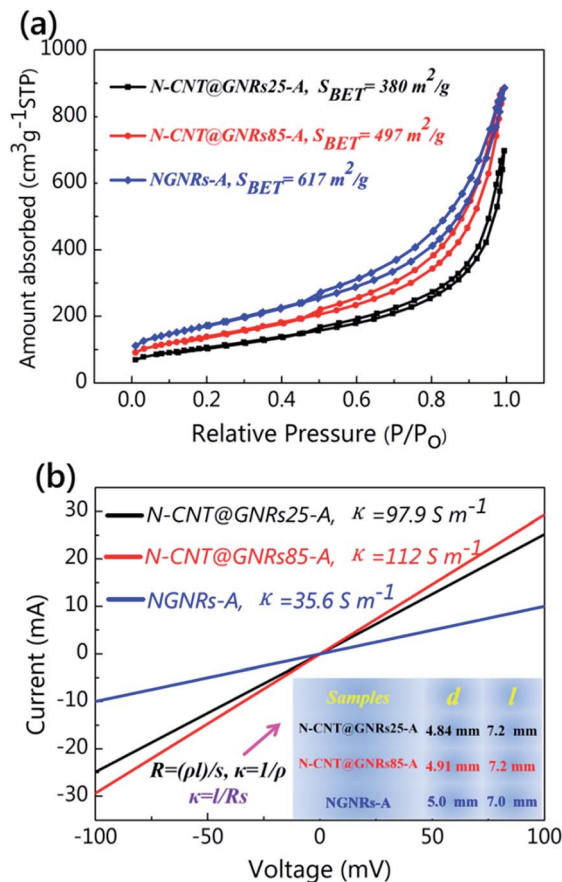 (a)
1000
800
600
400
200
0
Amount absorbed (cm³g⁻¹STP)
N-CNT@GNRs25-A, S_BET= 380 m²/g
N-CNT@GNRs85-A, S_BET= 497 m²/g
NGNRs-A, S_BET= 617 m²/g
0.0 0.2 0.4 0.6 0.8 1.0
Relative Pressure (P/P_O)
(b)
30
20
10
0
-10
-20
-30
Current (mA)
N-CNT@GNRs25-A, κ =97.9 S m⁻¹
N-CNT@GNRs85-A, κ =112 S m⁻¹
NGNRs-A, κ =35.6 S m⁻¹
R=(ρl)/s, κ=1/ρ
κ=l/Rs
Samples d l
N-CNT@GNRs25-A 4.84 mm 7.2 mm
N-CNT@GNRs85-A 4.91 mm 7.2 mm
NGNRs-A 5.0 mm 7.0 mm
-100 -50 0 50 100
Voltage (mV)